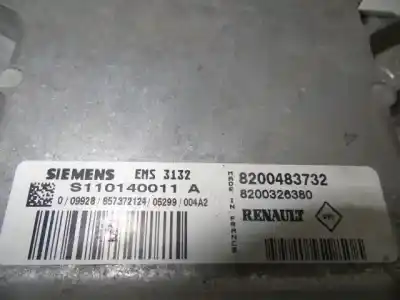 SIEMENS EMS 3132
S110140011 A
0 / 09928 / 657372124 / 05299 / 004A2
MADE IN FRANCE
8200483732
8200326380
RENAULT